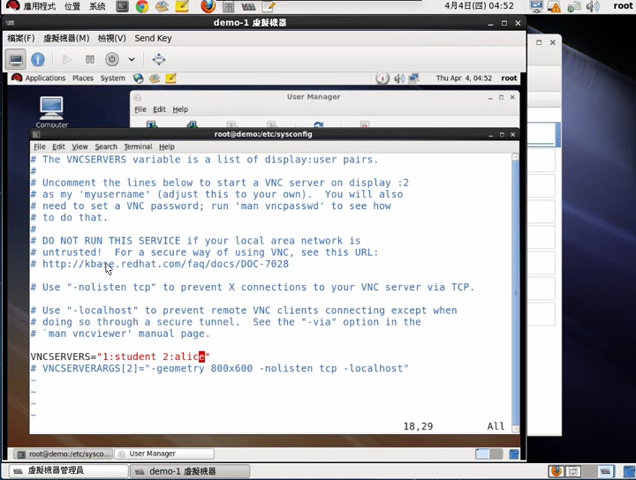 應用程式 位置 系統 4月4日(四) 04:52 root
demo-1 虛擬機器
檔案(F) 虛擬機器(M) 檢視(V) Send Key
Applications Places System Thu Apr 4, 04:52 root
Computer
User Manager
File Edit Help
root@demo:/etc/sysconfig
File Edit View Search Terminal Help
# The VNCSERVERS variable is a list of display:user pairs.
#
# Uncomment the lines below to start a VNC server on display :2
# as my 'myusername' (adjust this to your own).  You will also
# need to set a VNC password; run 'man vncpasswd' to see how
# to do that.
#
# DO NOT RUN THIS SERVICE if your local area network is
# untrusted!  For a secure way of using VNC, see this URL:
# http://kbase.redhat.com/faq/docs/DOC-7028
# Use "-nolisten tcp" to prevent X connections to your VNC server via TCP.
# Use "-localhost" to prevent remote VNC clients connecting except when
# doing so through a secure tunnel.  See the "-via" option in the
# `man vncviewer' manual page.
VNCSERVERS="1:student 2:alice"
# VNCSERVERARGS[2]="-geometry 800x600 -nolisten tcp -localhost"
~
~
~
~
18,29 All
root@demo:/etc/sysco... User Manager
虛擬機器管理員 demo-1 虛擬機器